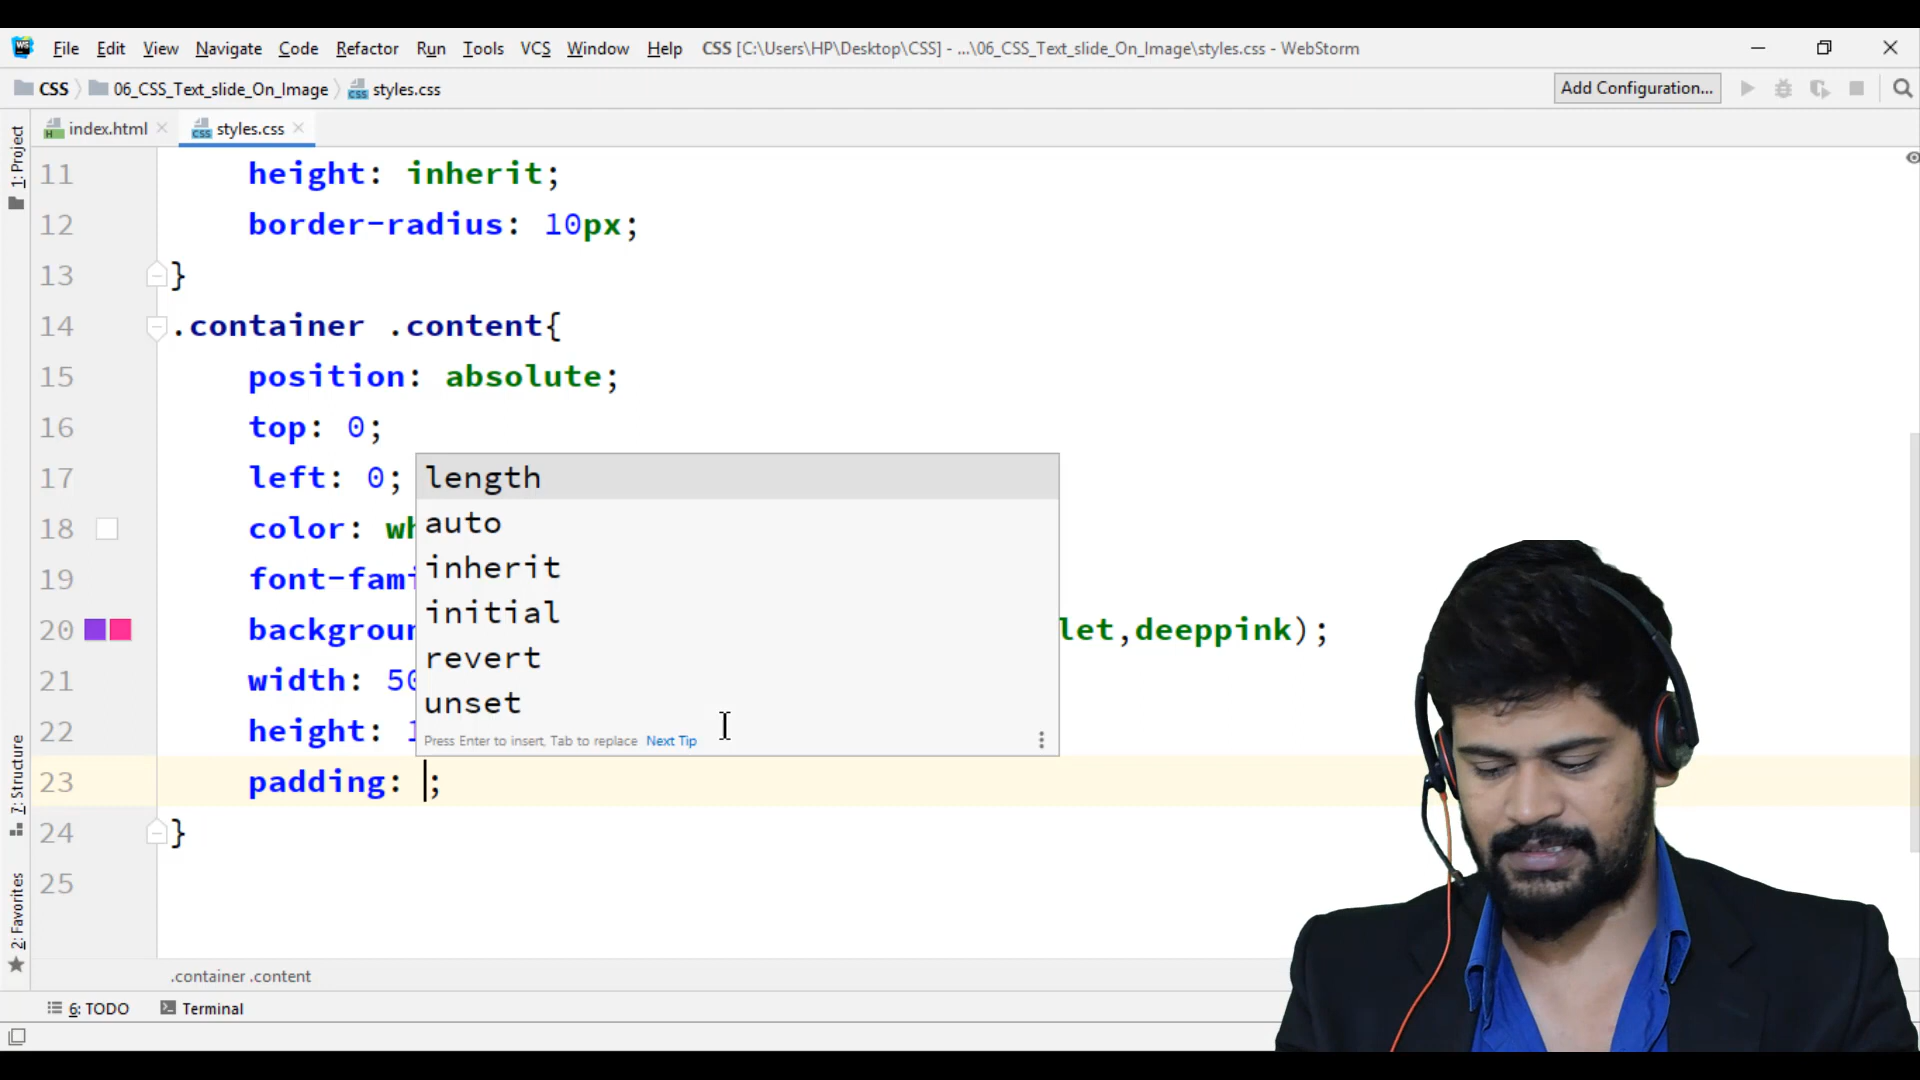 File Edit View Navigate Code Refactor Run Tools VCS Window Help CSS [C:\Users\HP\Desktop\CSS] - ...\06_CSS_Text_slide_On_Image\styles.css - WebStorm
CSS 06_CSS_Text_slide_On_Image styles.css Add Configuration...
index.html styles.css
1: Project
11 height: inherit;
12 border-radius: 10px;
13 }
14 .container .content{
15 position: absolute;
16 top: 0;
17 left: 0;
18 color: wh
19 font-fami
20 backgroun let,deeppink);
21 width: 50
22 height: 1
23 padding: ;
24 }
25
length
auto
inherit
initial
revert
unset
Press Enter to insert, Tab to replace Next Tip
7: Structure
2: Favorites
.container .content
6: TODO Terminal